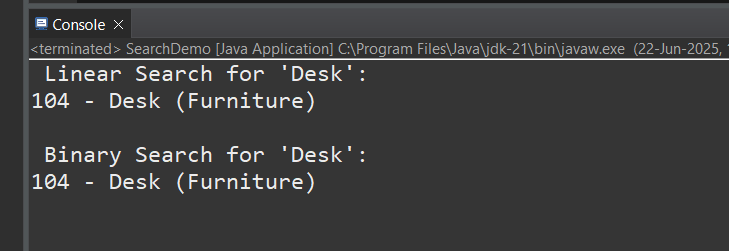 Console
<terminated> SearchDemo [Java Application] C:\Program Files\Java\jdk-21\bin\javaw.exe (22-Jun-2025,
Linear Search for 'Desk':
104 - Desk (Furniture)
Binary Search for 'Desk':
104 - Desk (Furniture)